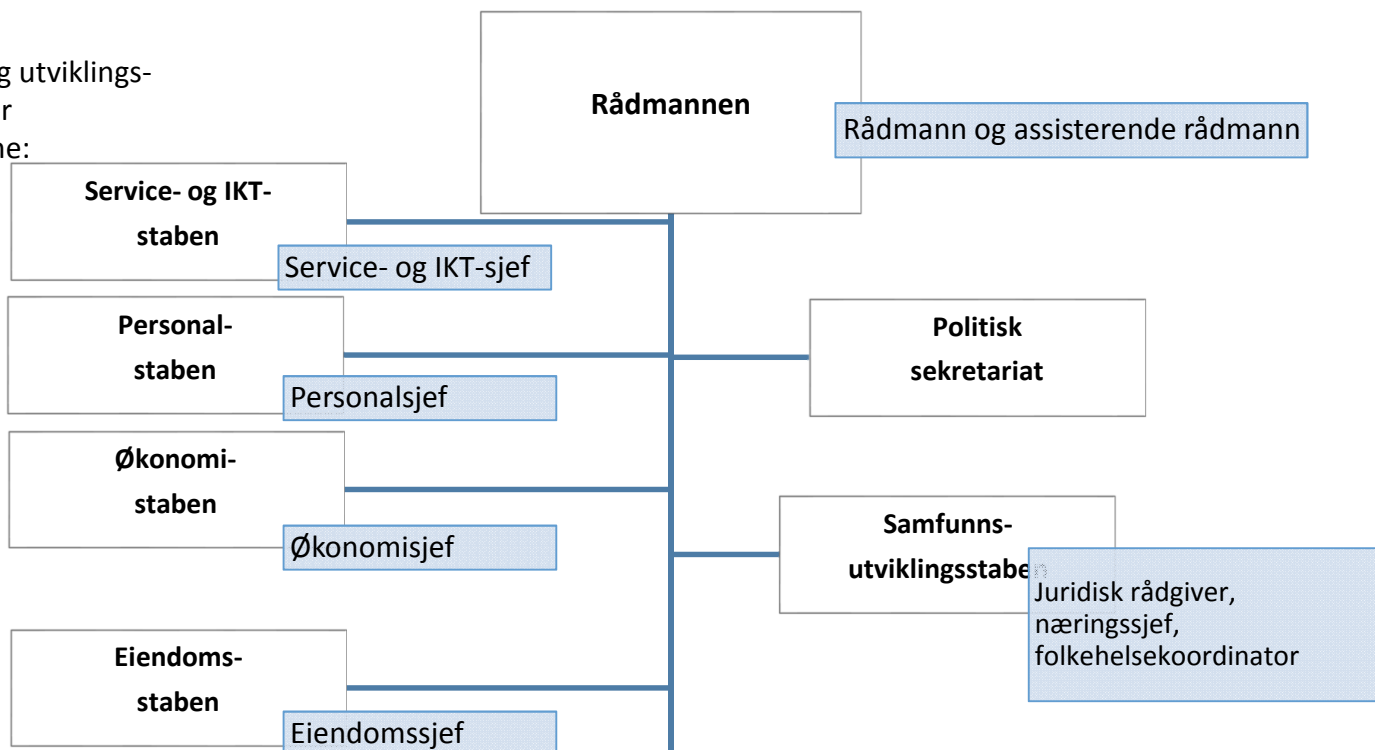 g utviklings-
r
ne:
Rådmannen
Rådmann og assisterende rådmann
Service- og IKT-
staben
Service- og IKT-sjef
Personal-
staben
Personalsjef
Politisk
sekretariat
Økonomi-
staben
Økonomisjef
Samfunns-
utviklingsstaben
Juridisk rådgiver,
næringssjef,
folkehelsekoordinator
Eiendoms-
staben
Eiendomssjef